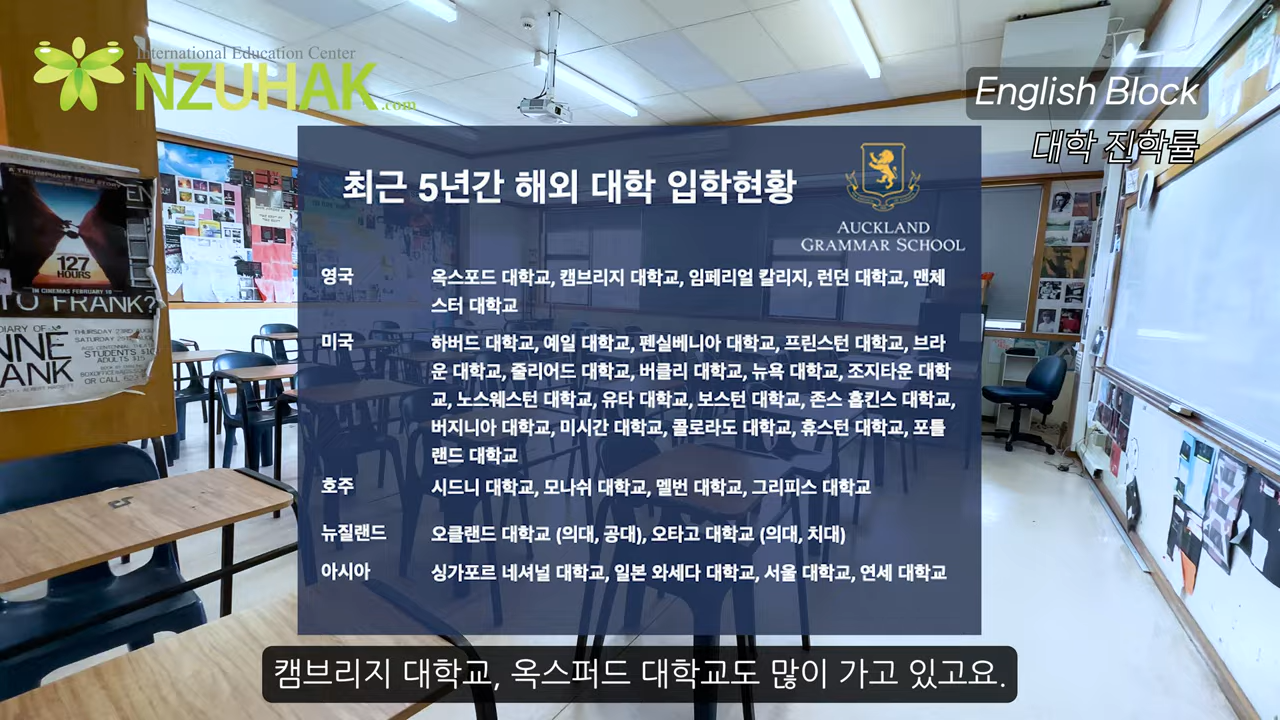 International Education Center
NZUHAK.com
English Block
대학 진학률
최근 5년간 해외 대학 입학현황
AUCKLAND
GRAMMAR SCHOOL
영국 옥스포드 대학교, 캠브리지 대학교, 임페리얼 칼리지, 런던 대학교, 맨체
스터 대학교
미국 하버드 대학교, 예일 대학교, 펜실베니아 대학교, 프린스턴 대학교, 브라
운 대학교, 줄리어드 대학교, 버클리 대학교, 뉴욕 대학교, 조지타운 대학
교, 노스웨스턴 대학교, 유타 대학교, 보스턴 대학교, 존스 홉킨스 대학교,
버지니아 대학교, 미시간 대학교, 콜로라도 대학교, 휴스턴 대학교, 포틀
랜드 대학교
호주 시드니 대학교, 모나쉬 대학교, 멜번 대학교, 그리피스 대학교
뉴질랜드 오클랜드 대학교 (의대, 공대), 오타고 대학교 (의대, 치대)
아시아 싱가포르 네셔널 대학교, 일본 와세다 대학교, 서울 대학교, 연세 대학교
A TRIUMPHANT TRUE STORY
127
HOURS
IN CINEMAS FEBRUARY
TO FRANK?
DIARY OF
NNE
ANK
THURSDAY
SATURDAY
STUDENTS
ADULTS
OR CALL
캠브리지 대학교, 옥스퍼드 대학교도 많이 가고 있고요.